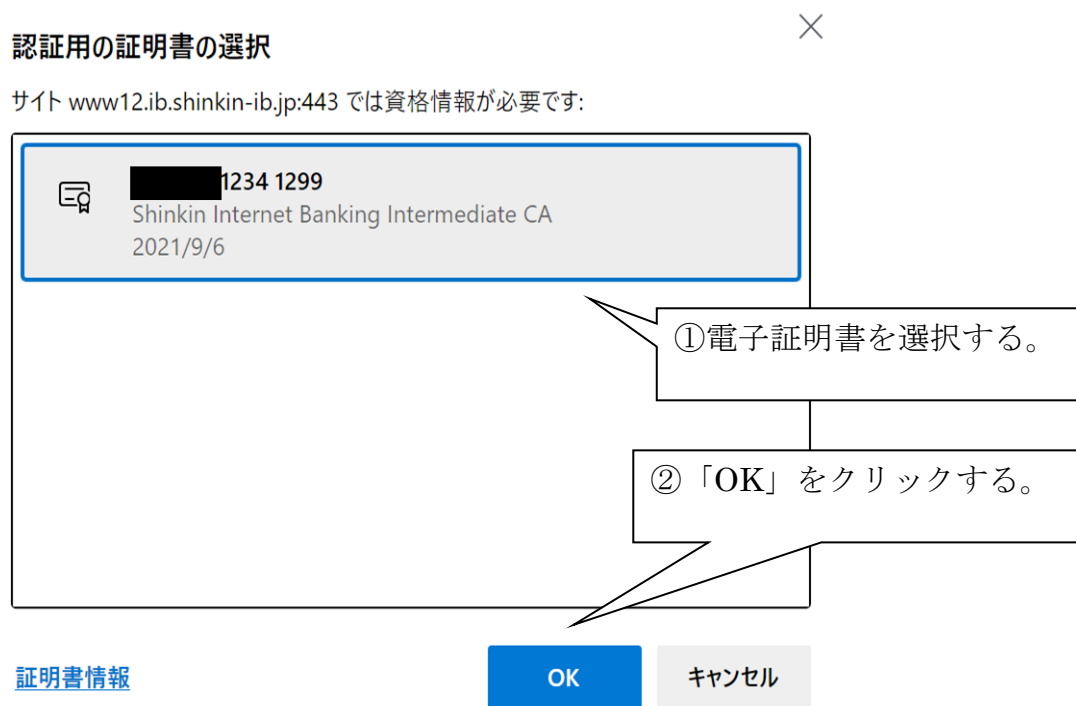 認証用の証明書の選択
サイト www12.ib.shinkin-ib.jp:443 では資格情報が必要です:
1234 1299
Shinkin Internet Banking Intermediate CA
2021/9/6
①電子証明書を選択する。
②「OK」をクリックする。
証明書情報
OK
キャンセル